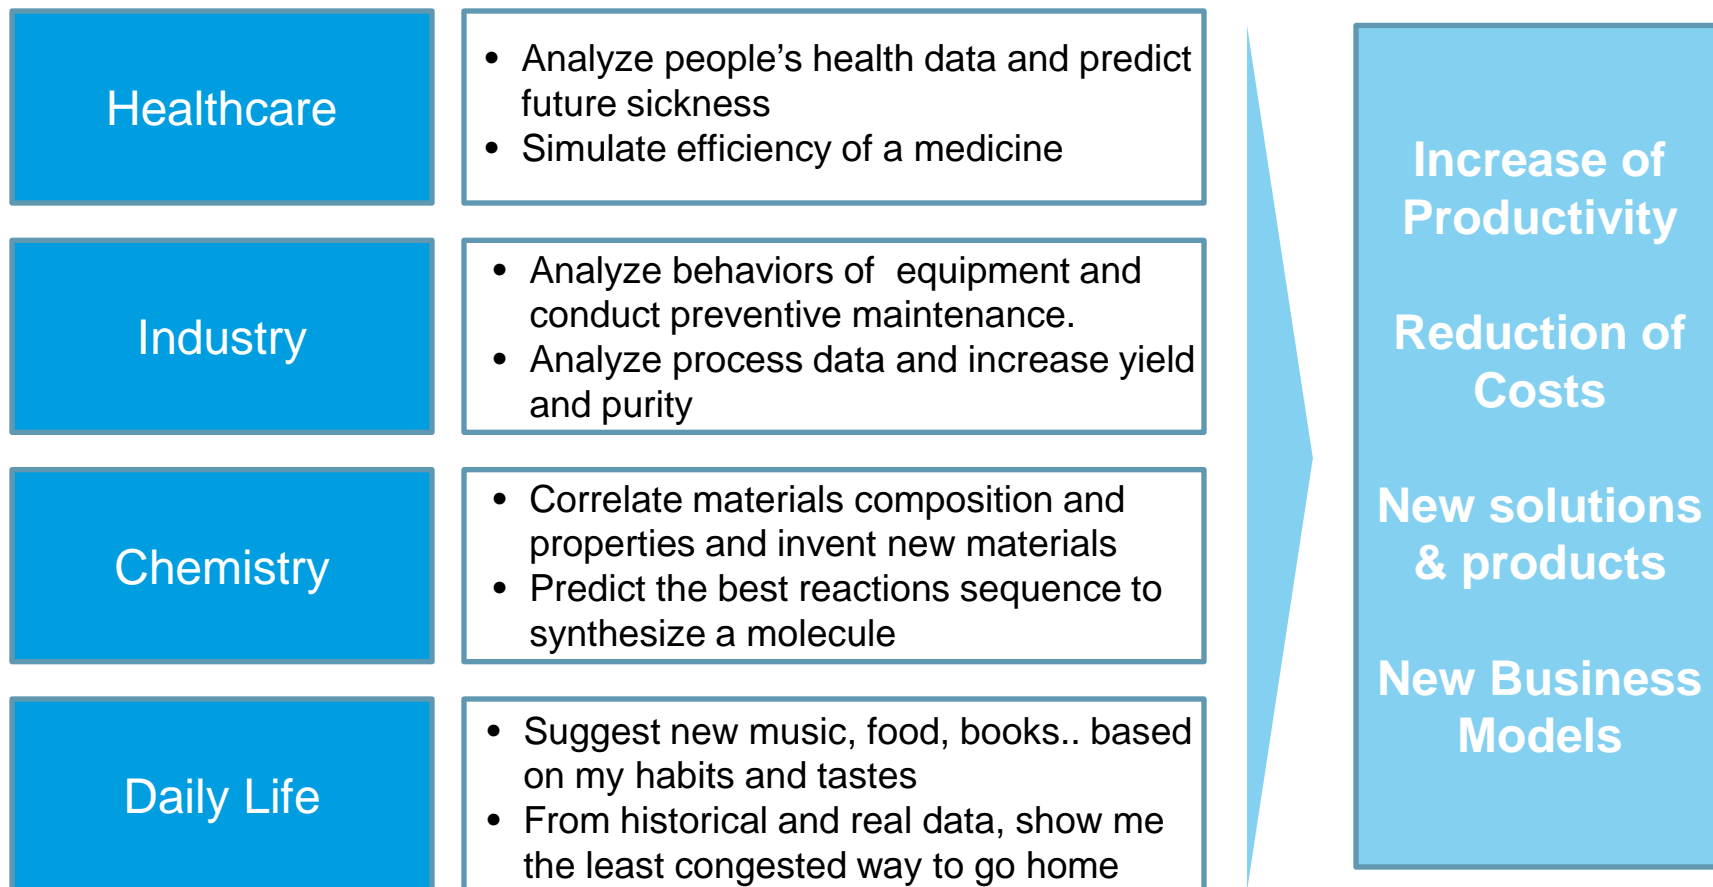 Healthcare
• Analyze people’s health data and predict
future sickness
• Simulate efficiency of a medicine
Industry
• Analyze behaviors of  equipment and
conduct preventive maintenance.
• Analyze process data and increase yield
and purity
Chemistry
• Correlate materials composition and
properties and invent new materials
• Predict the best reactions sequence to
synthesize a molecule
Daily Life
• Suggest new music, food, books.. based
on my habits and tastes
• From historical and real data, show me
the least congested way to go home
Increase of
Productivity
Reduction of
Costs
New solutions
& products
New Business
Models